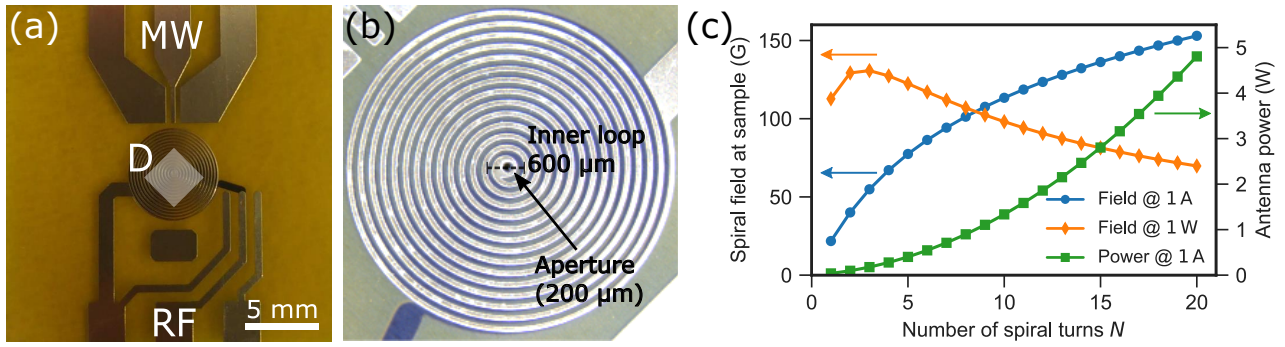 (a)
MW
D
RF
5 mm
(b)
Inner loop
600 µm
Aperture
(200 µm)
(c)
Spiral field at sample (G)
150
100
50
0
0
5
10
15
20
Number of spiral turns N
Field @ 1 A
Field @ 1 W
Power @ 1 A
5
4
3
2
1
0
Antenna power (W)